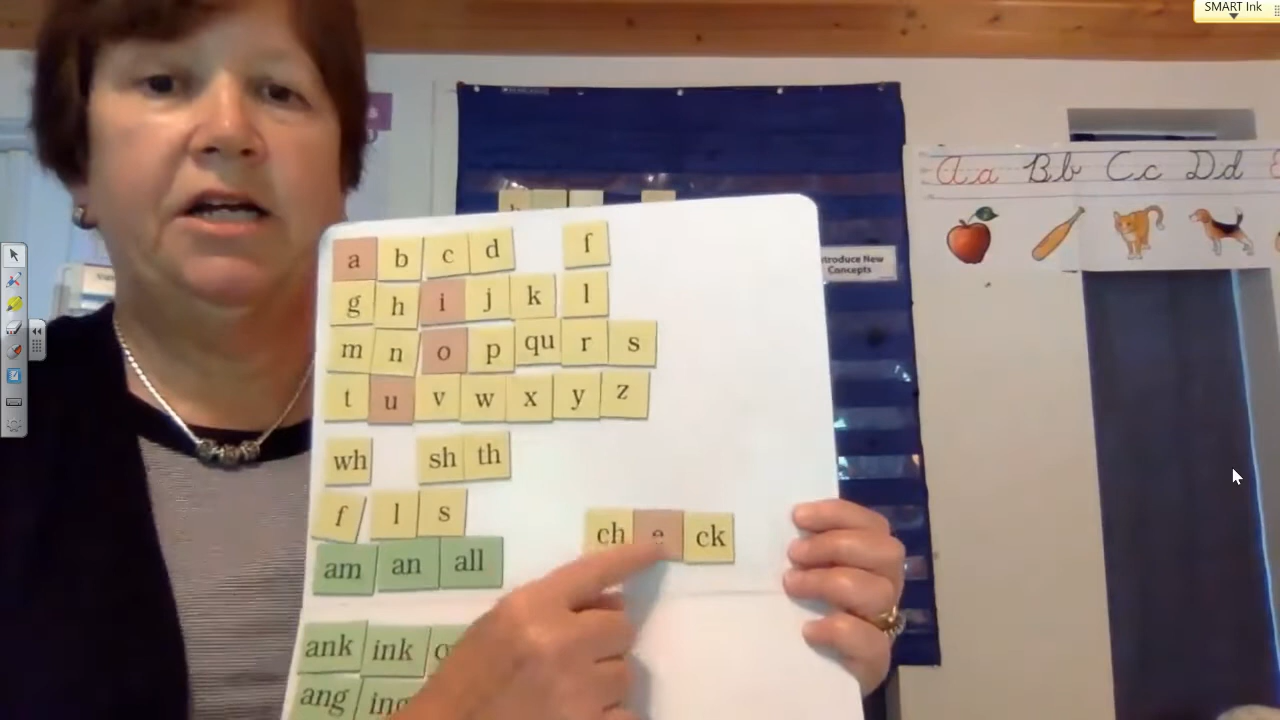 SMART Ink
Aa Bb Cc Dd
Introduce New
Concepts
a b c d f
g h i j k l
m n o p qu r s
t u v w x y z
wh sh th
f l s
ch e ck
am an all
ank ink
ang ing